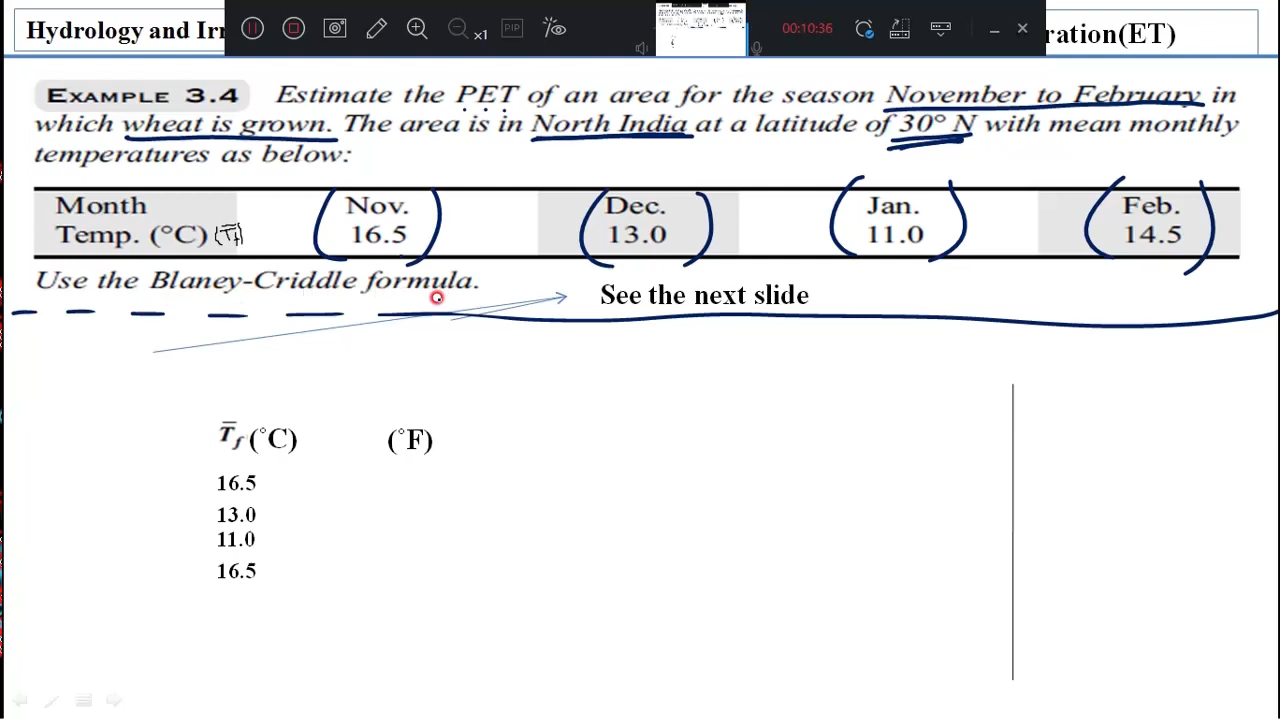 Hydrology and Irr
ration(ET)
x1
PIP
00:10:36
EXAMPLE 3.4 Estimate the PET of an area for the season November to February in
which wheat is grown. The area is in North India at a latitude of 30° N with mean monthly
temperatures as below:
Month Nov. Dec. Jan. Feb.
Temp. (°C) (T̅f) 16.5 13.0 11.0 14.5
Use the Blaney-Criddle formula.
See the next slide
T̅f (°C) (°F)
16.5
13.0
11.0
16.5